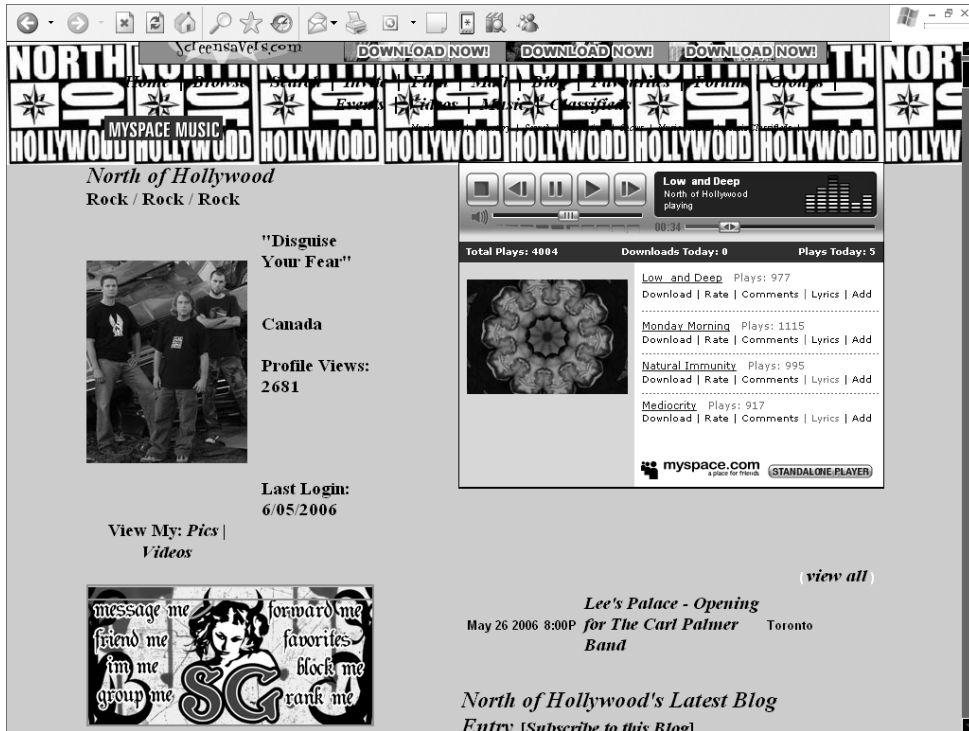 Screensavers.com
DOWNLOAD NOW! DOWNLOAD NOW! DOWNLOAD NOW!
NORTH OF HOLLYWOOD
Home | Browse | Search | Invite | Film | Mail | Blog | Favourites | Forum | Groups |
Events | Videos | Music | Classifieds
MYSPACE MUSIC
North of Hollywood
Rock / Rock / Rock
"Disguise
Your Fear"
Canada
Profile Views:
2681
Last Login:
6/05/2006
View My: Pics |
Videos
message me
friend me
im me
group me
SG
forward me
favorites
block me
rank me
Low and Deep
North of Hollywood
playing
00:34
Total Plays: 4004 Downloads Today: 0 Plays Today: 5
Low and Deep Plays: 977
Download | Rate | Comments | Lyrics | Add
Monday Morning Plays: 1115
Download | Rate | Comments | Lyrics | Add
Natural Immunity Plays: 995
Download | Rate | Comments | Lyrics | Add
Mediocrity Plays: 917
Download | Rate | Comments | Lyrics | Add
myspace.com
a place for friends
STANDALONE PLAYER
( view all )
May 26 2006 8:00P Lee's Palace - Opening
for The Carl Palmer
Band Toronto
North of Hollywood's Latest Blog
Entry [Subscribe to this Blog]